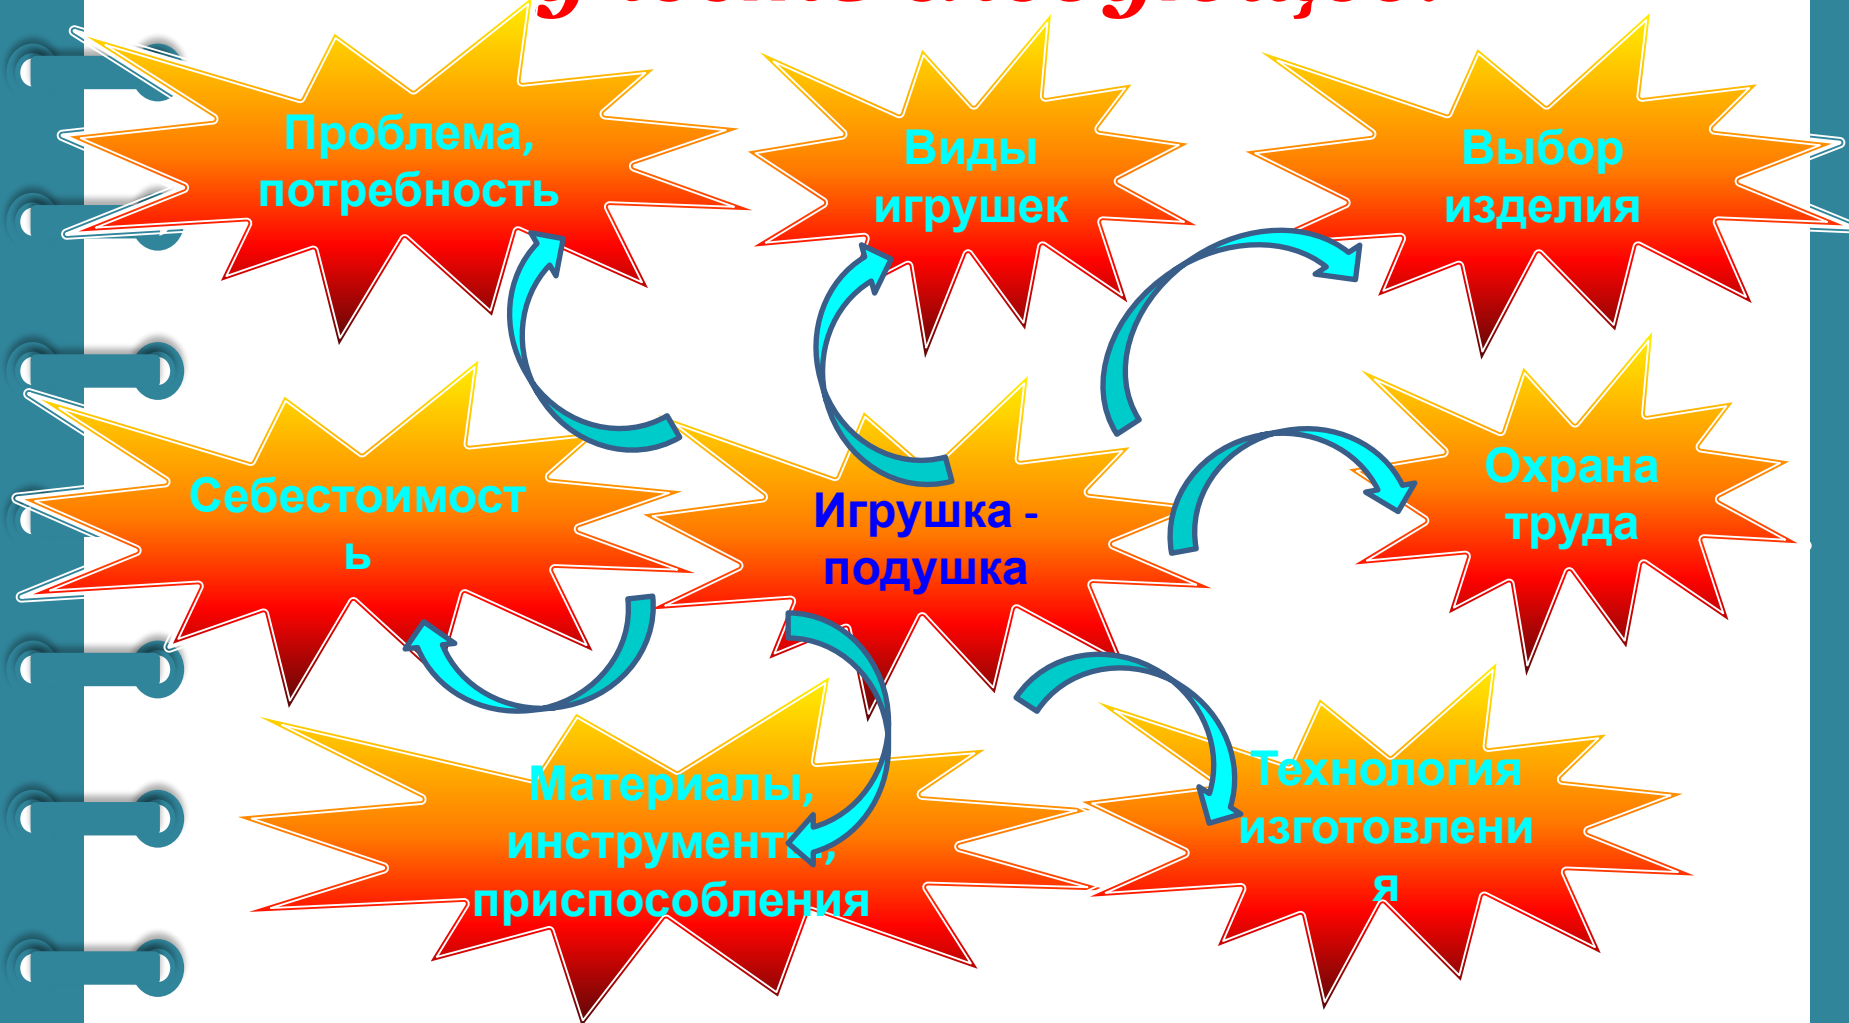 Проблема,
потребность
Виды
игрушек
Выбор
изделия
Себестоимост
ь
Игрушка -
подушка
Охрана
труда
Материалы,
инструменты,
приспособления
Технология
изготовлени
я